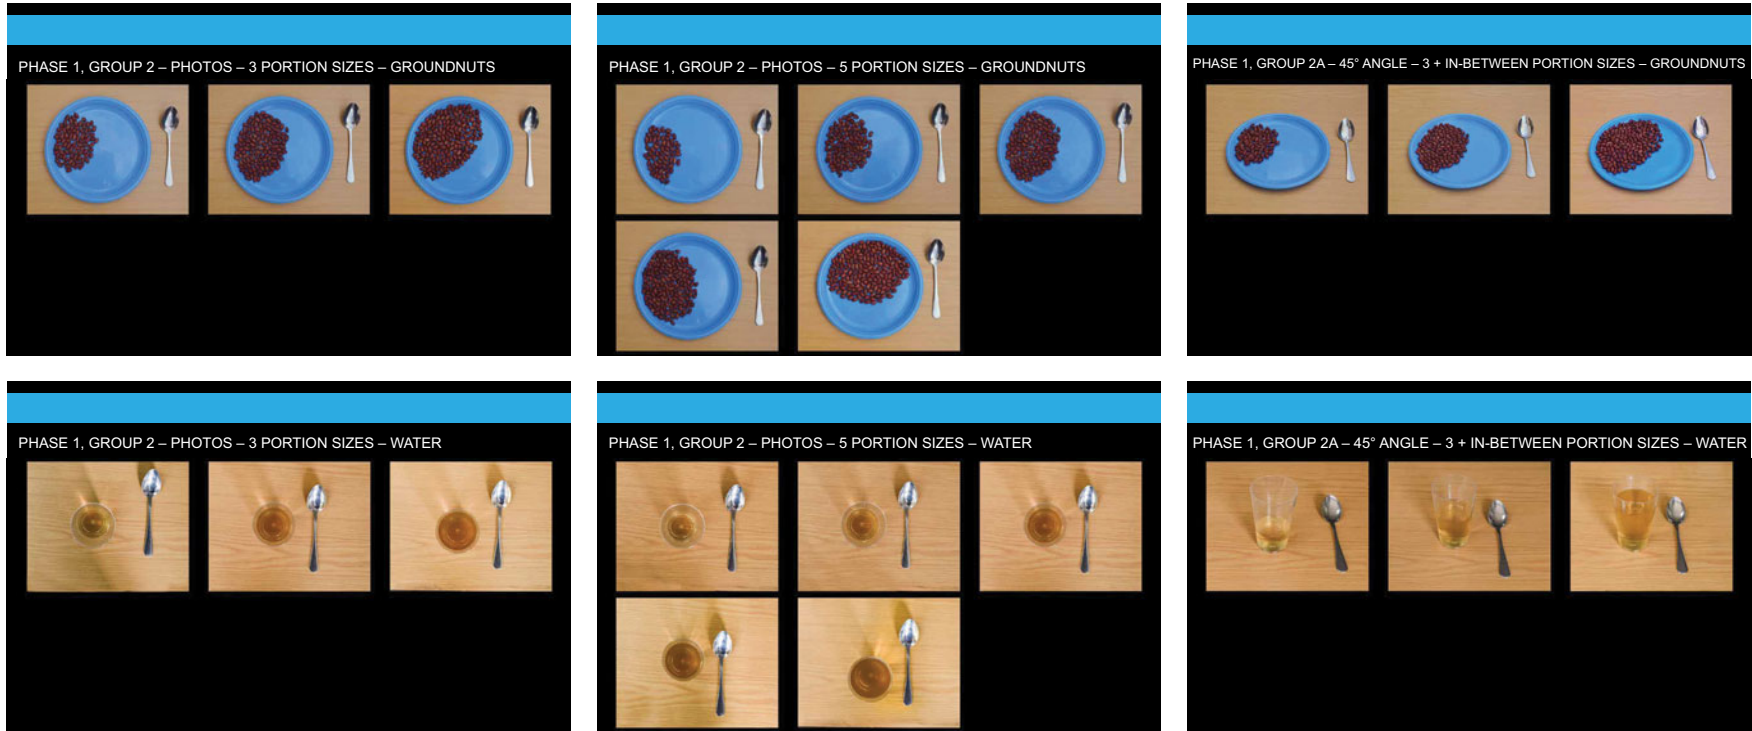 PHASE 1, GROUP 2 – PHOTOS – 3 PORTION SIZES – GROUNDNUTS
PHASE 1, GROUP 2 – PHOTOS – 5 PORTION SIZES – GROUNDNUTS
PHASE 1, GROUP 2A – 45° ANGLE – 3 + IN-BETWEEN PORTION SIZES – GROUNDNUTS
PHASE 1, GROUP 2 – PHOTOS – 3 PORTION SIZES – WATER
PHASE 1, GROUP 2 – PHOTOS – 5 PORTION SIZES – WATER
PHASE 1, GROUP 2A – 45° ANGLE – 3 + IN-BETWEEN PORTION SIZES – WATER